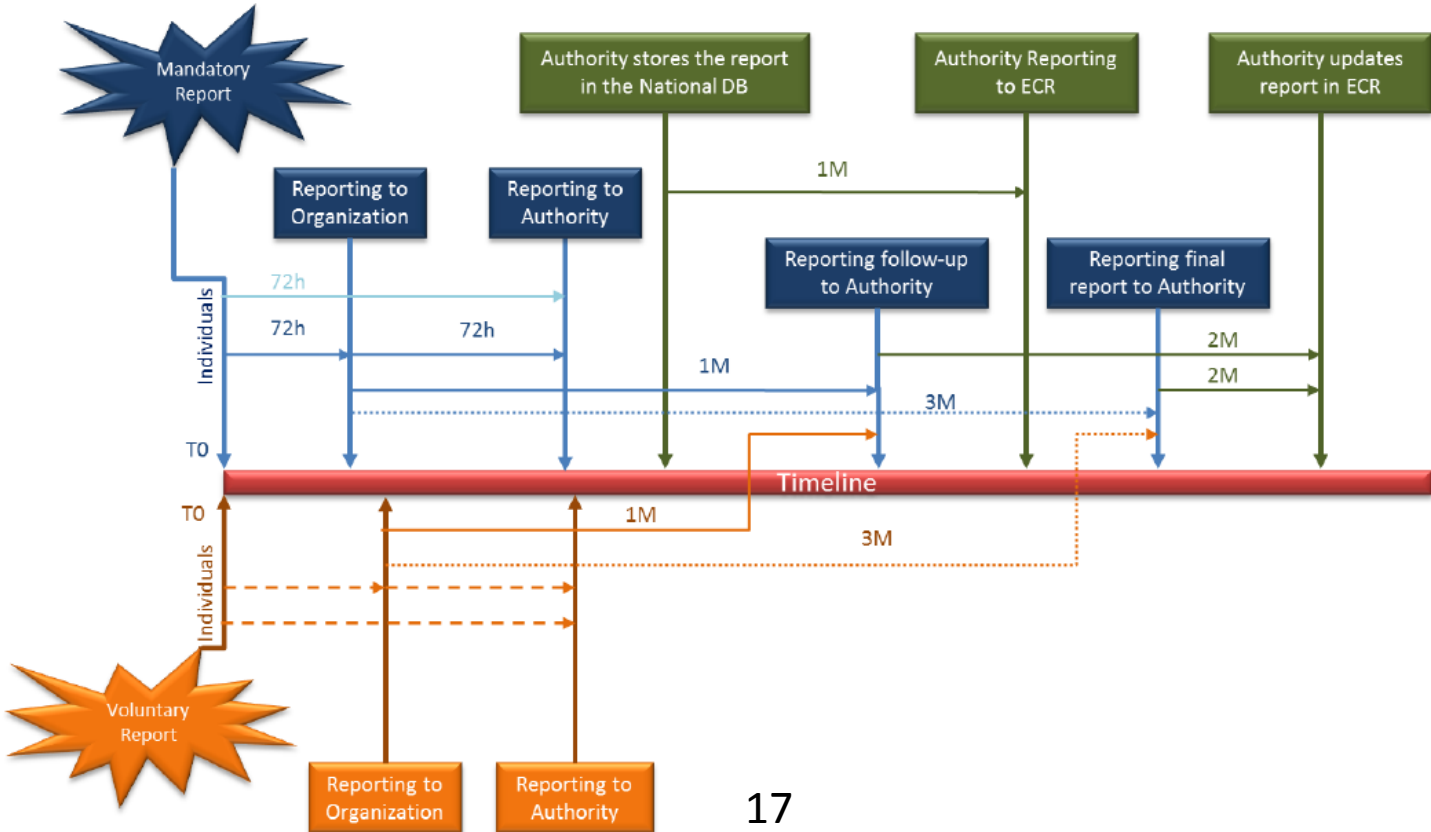 Mandatory
Report
Authority stores the report
in the National DB
Authority Reporting
to ECR
Authority updates
report in ECR
1M
Reporting to
Organization
Reporting to
Authority
Reporting follow-up
to Authority
Reporting final
report to Authority
72h
Individuals
72h
72h
2M
1M
2M
3M
T0
Timeline
T0
1M
3M
Individuals
Voluntary
Report
Reporting to
Organization
Reporting to
Authority
17